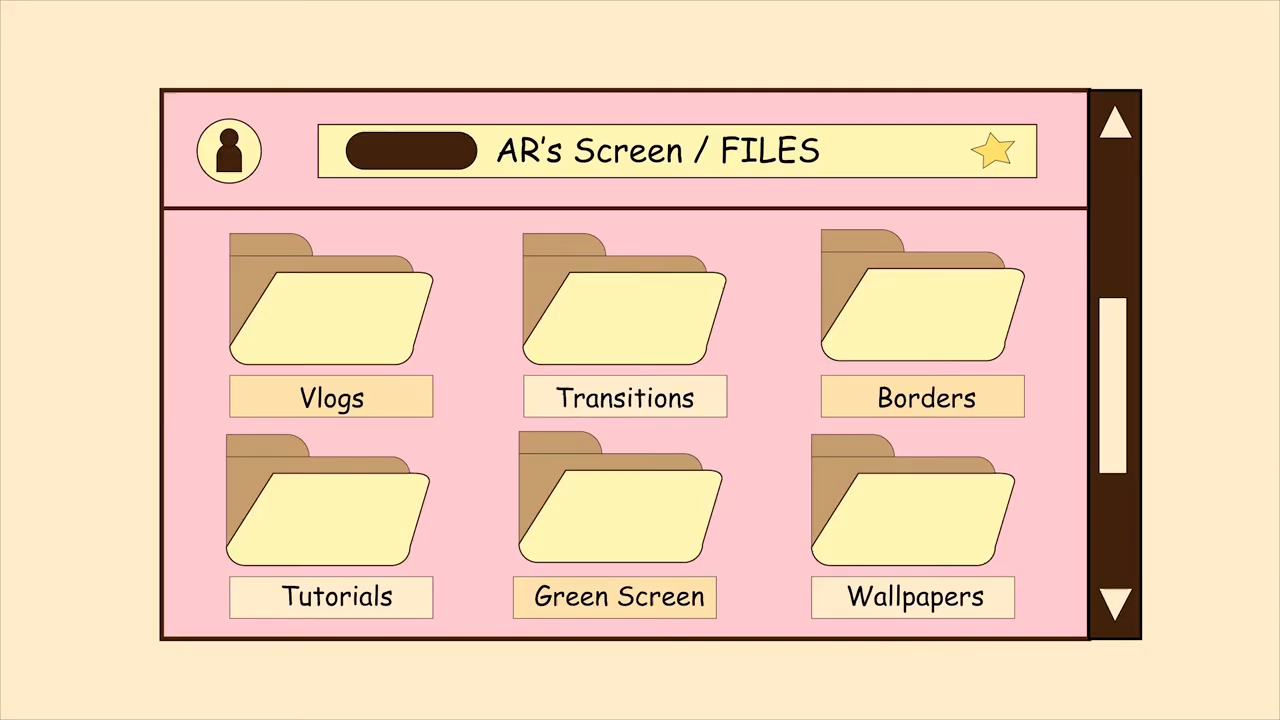 AR's Screen / FILES
Vlogs
Transitions
Borders
Tutorials
Green Screen
Wallpapers